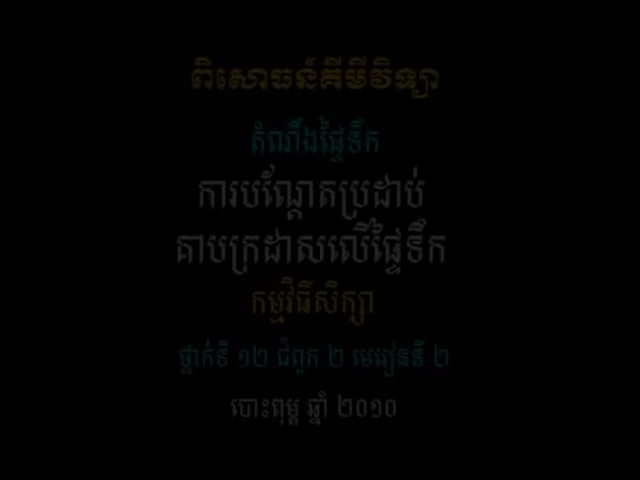 ពិសោធន៍គីមីវិទ្យា
តំណឹងផ្ទៃទឹក
ការបណ្តែតប្រដាប់
គាបក្រដាសលើផ្ទៃទឹក
កម្មវិធីសិក្សា
ថ្នាក់ទី ១២ ជំពូក ២ មេរៀនទី ២
បោះពុម្ព ឆ្នាំ ២០១០